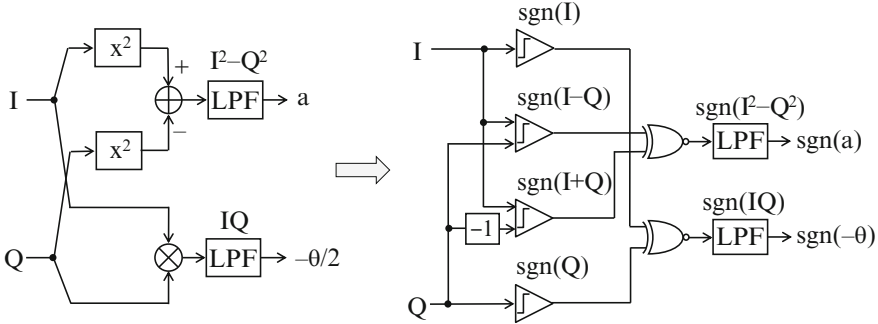 I
x²
+
I²–Q²
LPF
a
–
x²
Q
IQ
LPF
–θ/2
sgn(I)
I
sgn(I–Q)
sgn(I²–Q²)
LPF
sgn(a)
sgn(I+Q)
-1
sgn(IQ)
LPF
sgn(–θ)
sgn(Q)
Q